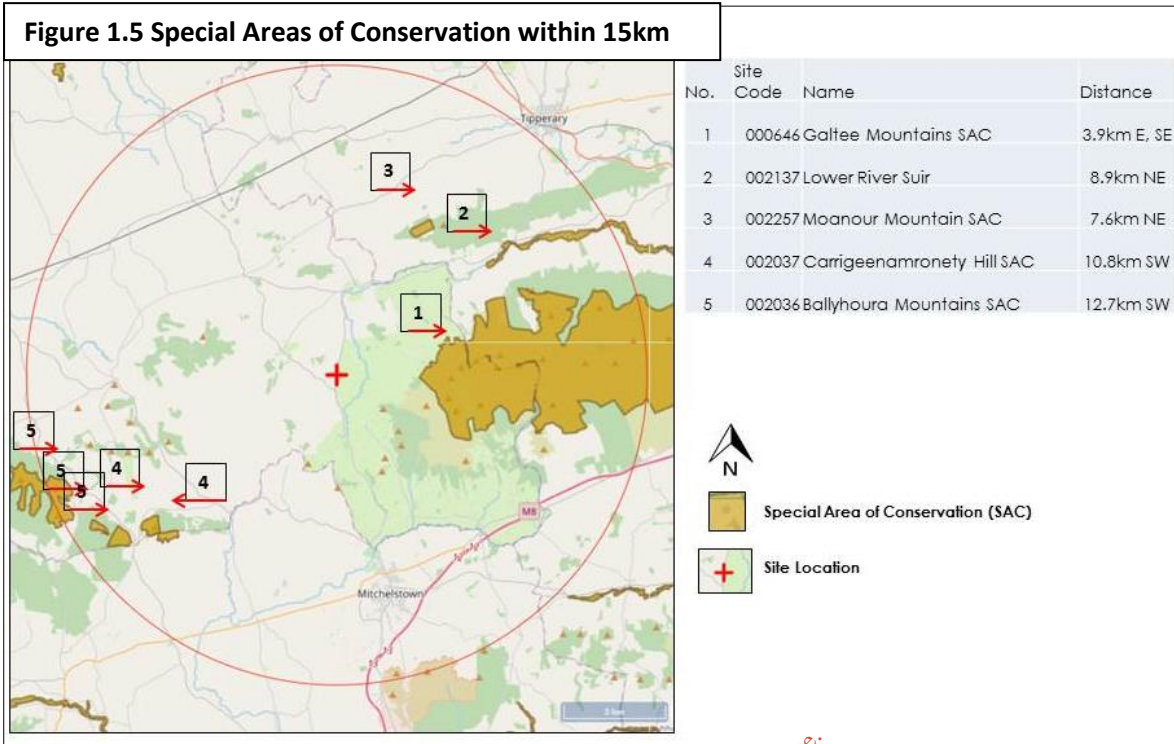 Figure 1.5 Special Areas of Conservation within 15km
Tipperary
3
2
1
5
5
4
5
4
M8
Mitchelstown
Site
No. Code Name Distance
1 000646 Galtee Mountains SAC 3.9km E, SE
2 002137 Lower River Suir 8.9km NE
3 002257 Moanour Mountain SAC 7.6km NE
4 002037 Carrigeenamronety Hill SAC 10.8km SW
5 002036 Ballyhoura Mountains SAC 12.7km SW
N
Special Area of Conservation (SAC)
Site Location